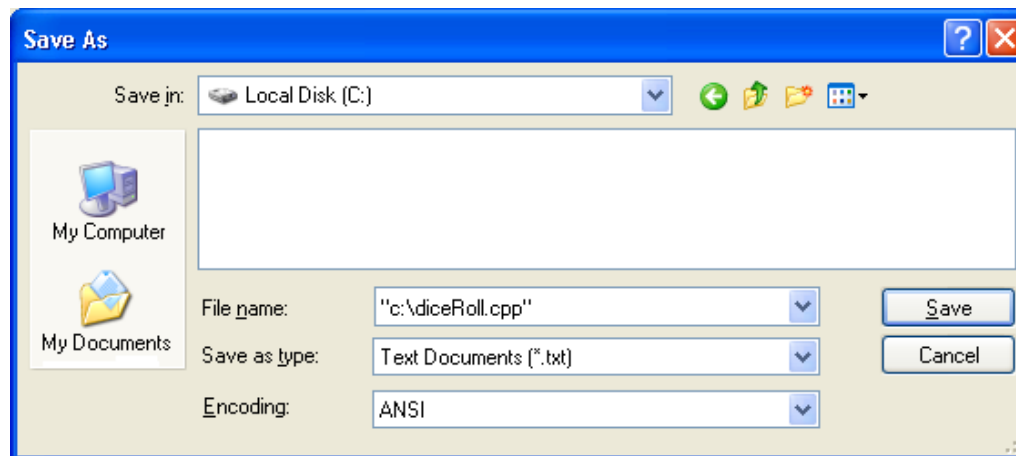 Save As
Save in: Local Disk (C:)
My Computer
My Documents
File name: "c:\diceRoll.cpp" Save
Save as type: Text Documents (*.txt) Cancel
Encoding: ANSI